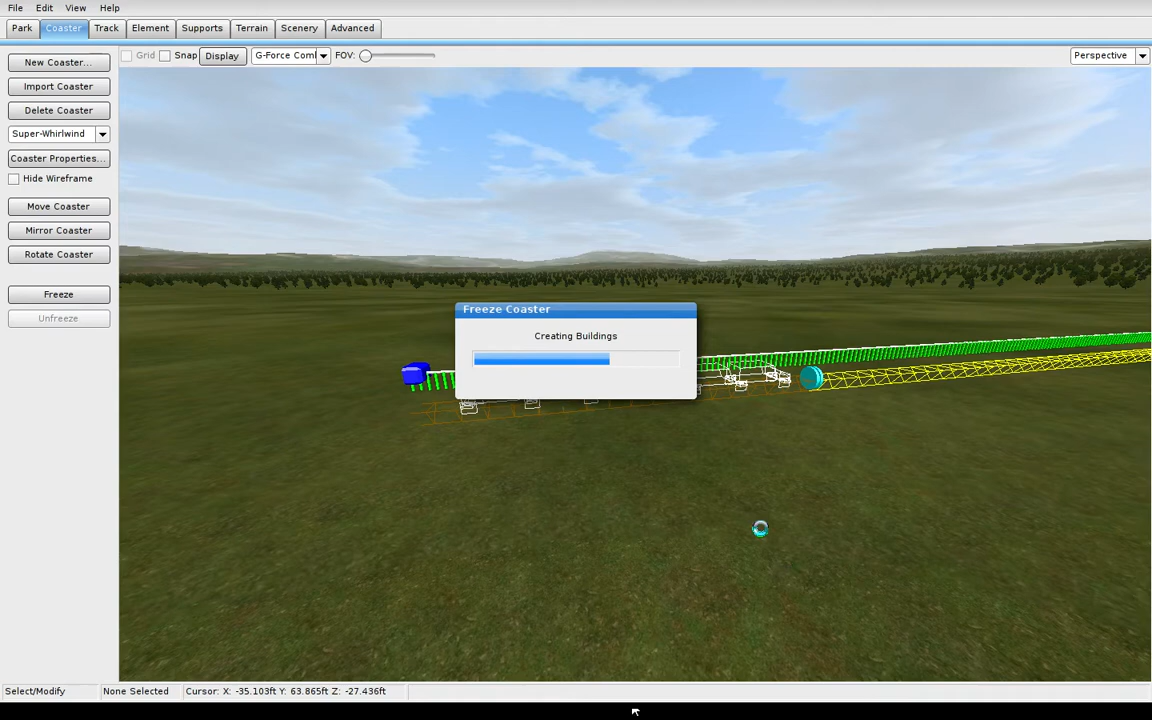 File Edit View Help
Park Coaster Track Element Supports Terrain Scenery Advanced
Grid Snap Display G-Force Coml FOV: Perspective
New Coaster...
Import Coaster
Delete Coaster
Super-Whirlwind
Coaster Properties...
Hide Wireframe
Move Coaster
Mirror Coaster
Rotate Coaster
Freeze
Unfreeze
Freeze Coaster
Creating Buildings
Select/Modify None Selected Cursor: X: -35.103ft Y: 63.865ft Z: -27.436ft